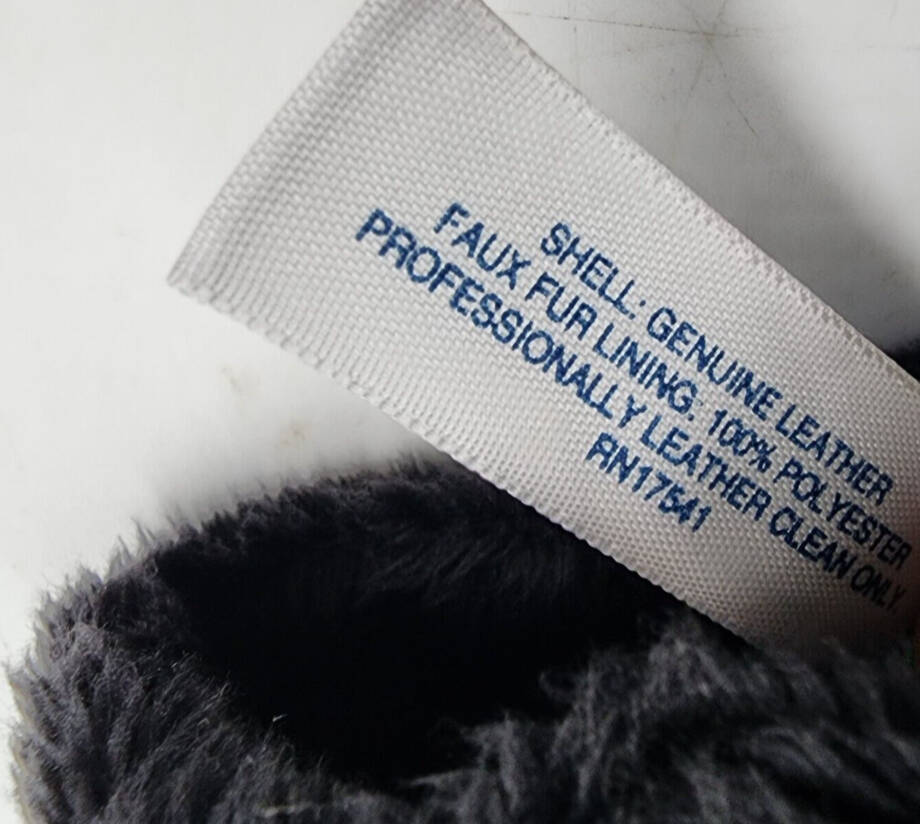 SHELL: GENUINE LEATHER
FAUX FUR LINING: 100% POLYESTER
PROFESSIONALLY LEATHER CLEAN ONLY.
RN17541